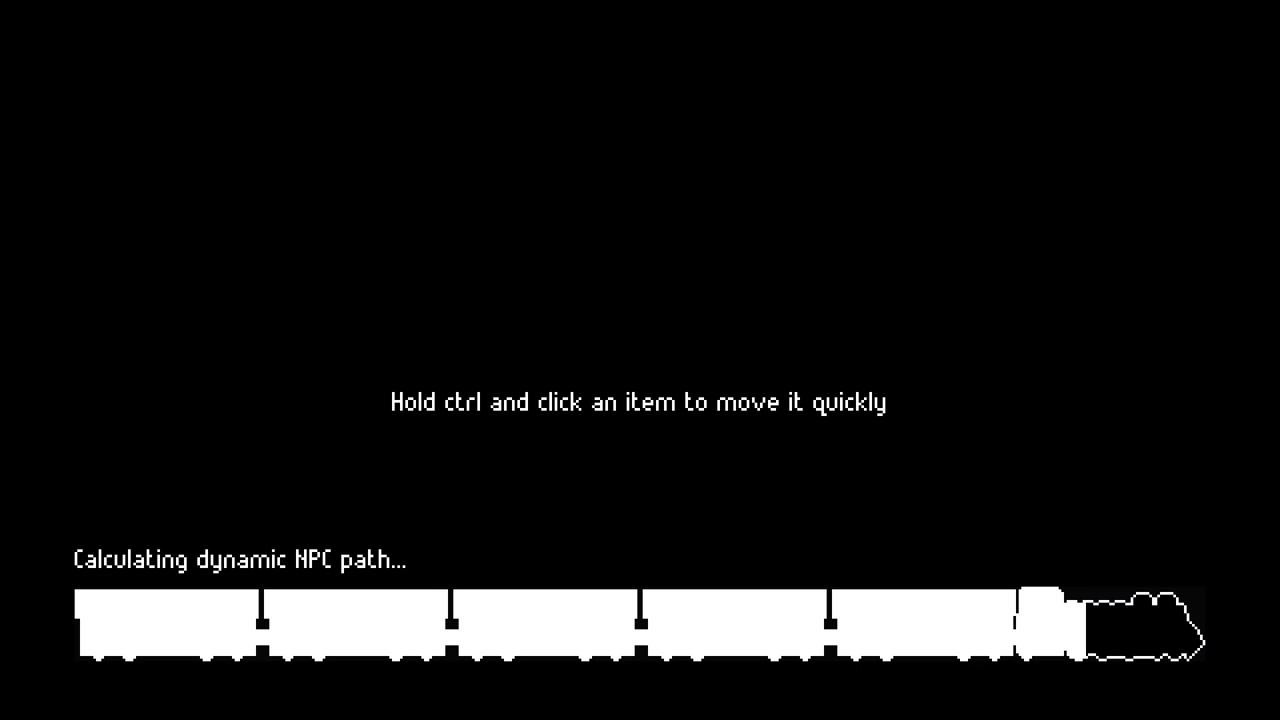 Hold ctrl and click an item to move it quickly
Calculating dynamic NPC path...